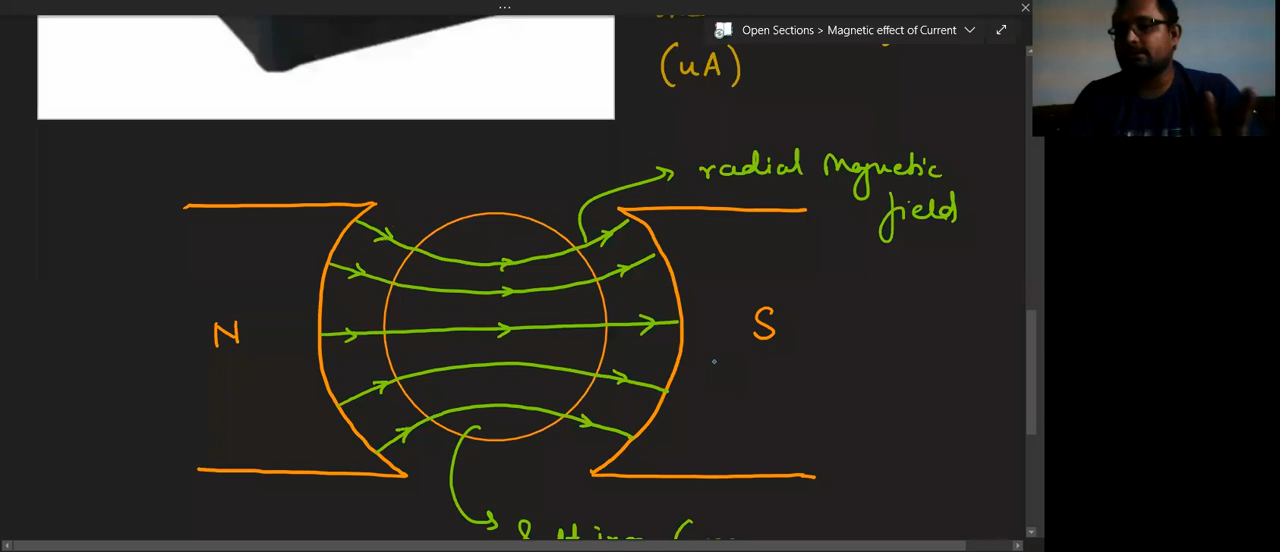 Open Sections > Magnetic effect of Current
(uA)
radial Magnetic
field
N
S